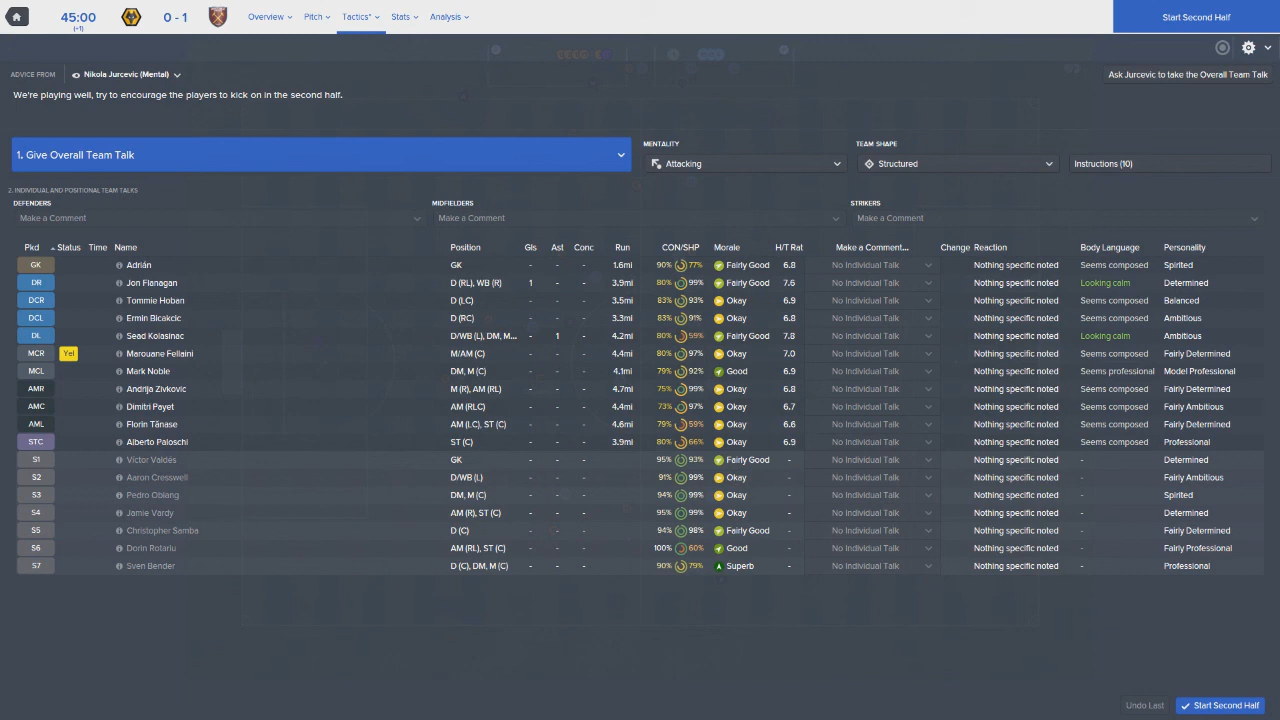 45:00 (+1) 0 - 1 Overview Pitch Tactics* Stats Analysis Start Second Half
ADVICE FROM Nikola Jurcevic (Mental) Ask Jurcevic to take the Overall Team Talk
We're playing well, try to encourage the players to kick on in the second half.
MENTALITY TEAM SHAPE
1. Give Overall Team Talk Attacking Structured Instructions (10)
2. INDIVIDUAL AND POSITIONAL TEAM TALKS
DEFENDERS MIDFIELDERS STRIKERS
Make a Comment Make a Comment Make a Comment
Pkd Status Time Name Position Gls Ast Conc Run CON/SHP Morale H/T Rat Make a Comment... Change Reaction Body Language Personality
GK Adrián GK - - - 1.6mi 90% 77% Fairly Good 6.8 No Individual Talk Nothing specific noted Seems composed Spirited
DR Jon Flanagan D (RL), WB (R) 1 - - 3.9mi 80% 99% Fairly Good 7.6 No Individual Talk Nothing specific noted Looking calm Determined
DCR Tommie Hoban D (LC) - - - 3.5mi 83% 93% Okay 6.9 No Individual Talk Nothing specific noted Seems composed Balanced
DCL Ermin Bicakcic D (RC) - - - 3.3mi 83% 91% Okay 6.8 No Individual Talk Nothing specific noted Seems composed Ambitious
DL Sead Kolasinac D/WB (L), DM, M... - 1 - 4.2mi 80% 59% Fairly Good 7.8 No Individual Talk Nothing specific noted Looking calm Ambitious
MCR Yel Marouane Fellaini M/AM (C) - - - 4.4mi 80% 97% Okay 7.0 No Individual Talk Nothing specific noted Seems composed Fairly Determined
MCL Mark Noble DM, M (C) - - - 4.1mi 79% 92% Good 6.9 No Individual Talk Nothing specific noted Seems professional Model Professional
AMR Andrija Zivkovic M (R), AM (RL) - - - 4.7mi 75% 99% Okay 6.8 No Individual Talk Nothing specific noted Seems composed Fairly Determined
AMC Dimitri Payet AM (RLC) - - - 4.4mi 73% 97% Okay 6.7 No Individual Talk Nothing specific noted Seems composed Fairly Ambitious
AML Florin Tănase AM (LC), ST (C) - - - 4.6mi 79% 59% Okay 6.6 No Individual Talk Nothing specific noted Seems composed Fairly Determined
STC Alberto Paloschi ST (C) - - - 3.9mi 80% 66% Okay 6.9 No Individual Talk Nothing specific noted Seems composed Professional
S1 Víctor Valdés GK - - - 95% 93% Fairly Good - No Individual Talk Nothing specific noted - Determined
S2 Aaron Cresswell D/WB (L) - - - 91% 99% Okay - No Individual Talk Nothing specific noted - Fairly Ambitious
S3 Pedro Obiang DM, M (C) - - - 94% 99% Okay - No Individual Talk Nothing specific noted - Spirited
S4 Jamie Vardy AM (R), ST (C) - - - 95% 99% Okay - No Individual Talk Nothing specific noted - Determined
S5 Christopher Samba D (C) - - - 94% 98% Fairly Good - No Individual Talk Nothing specific noted - Fairly Determined
S6 Dorin Rotariu AM (RL), ST (C) - - - 100% 60% Good - No Individual Talk Nothing specific noted - Fairly Professional
S7 Sven Bender D (C), DM, M (C) - - - 90% 79% Superb - No Individual Talk Nothing specific noted - Professional
Undo Last Start Second Half